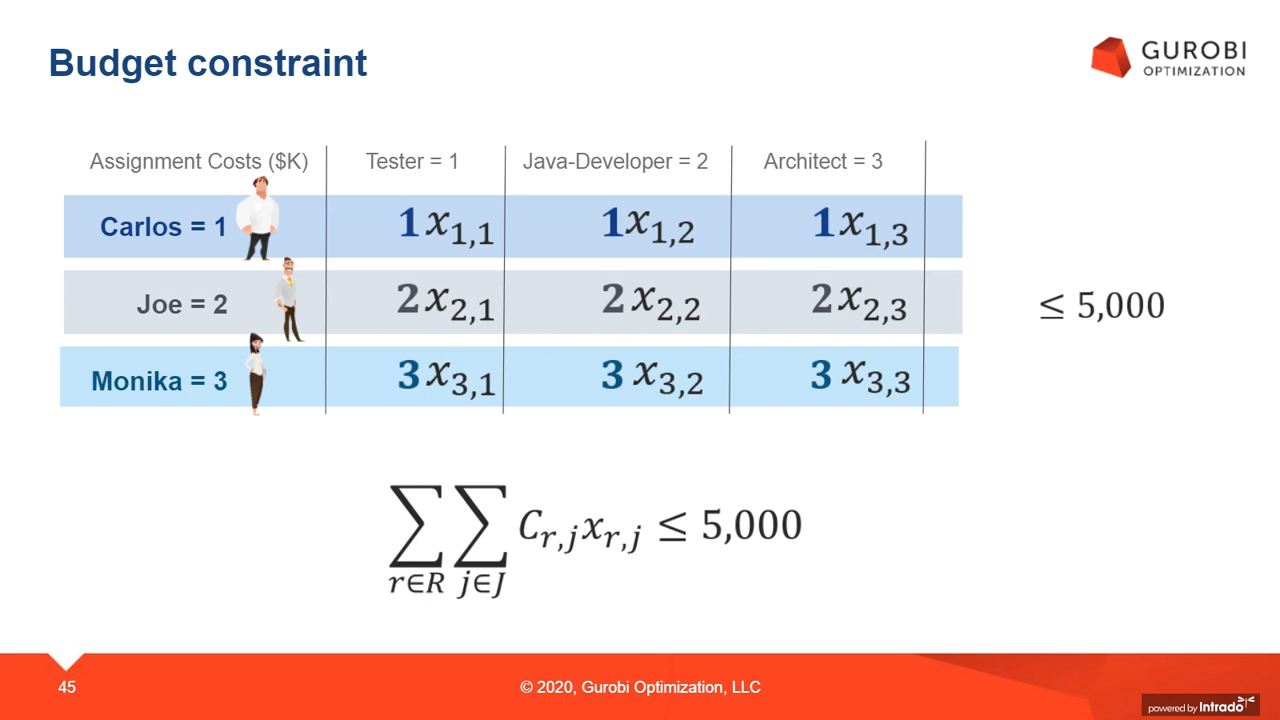 Budget constraint
GUROBI
OPTIMIZATION
Assignment Costs ($K) Tester = 1 Java-Developer = 2 Architect = 3
Carlos = 1 1x₁,₁ 1x₁,₂ 1x₁,₃
Joe = 2 2x₂,₁ 2x₂,₂ 2x₂,₃ ≤ 5,000
Monika = 3 3x₃,₁ 3x₃,₂ 3x₃,₃
∑r∈R ∑j∈J C_r,j x_r,j ≤ 5,000
45 © 2020, Gurobi Optimization, LLC
powered by Intrado